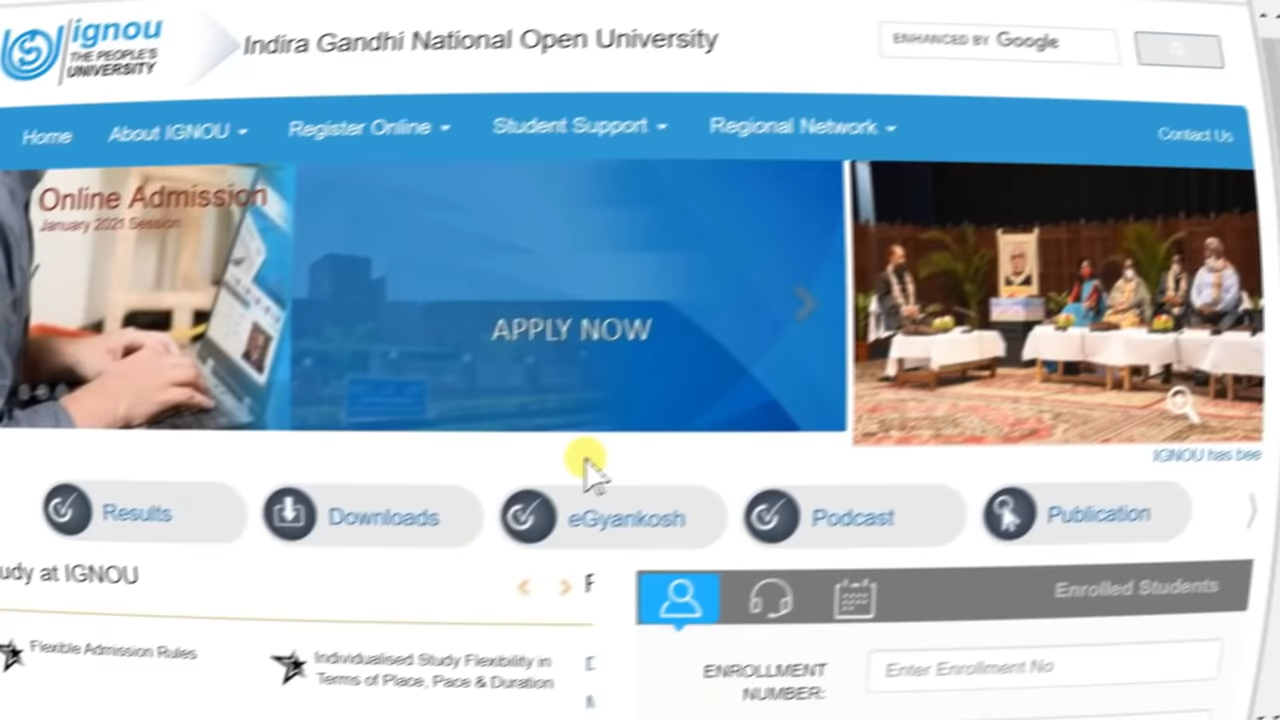 ignou
THE PEOPLE'S
UNIVERSITY
Indira Gandhi National Open University
ENHANCED BY Google
Home
About IGNOU
Register Online
Student Support
Regional Network
Contact Us
Online Admission
January 2021 Session
APPLY NOW
IGNOU has bee
Results
Downloads
eGyankosh
Podcast
Publication
udy at IGNOU
F
Enrolled Students
Flexible Admission Rules
Individualised Study Flexibility in
Terms of Place, Pace & Duration
ENROLLMENT
NUMBER:
Enter Enrollment No